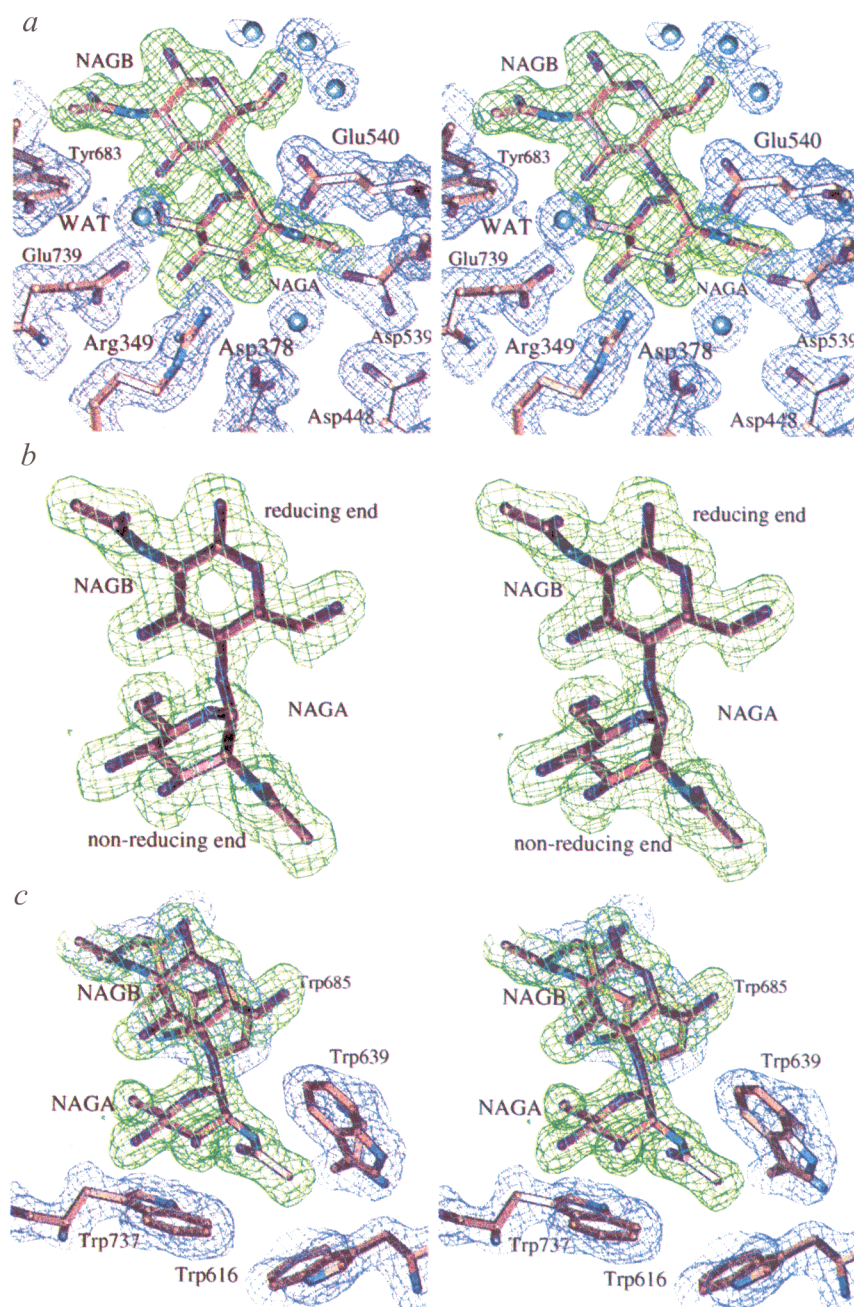 a
NAGB
NAGB
Glu540
Glu540
Tyr683
Tyr683
WAT
WAT
Glu739
Glu739
NAGA
NAGA
Arg349
Asp378
Asp539
Arg349
Asp378
Asp539
Asp448
Asp448
b
reducing end
reducing end
NAGB
NAGB
NAGA
NAGA
non-reducing end
non-reducing end
c
NAGB
Trp685
NAGB
Trp685
Trp639
Trp639
NAGA
NAGA
Trp737
Trp737
Trp616
Trp616